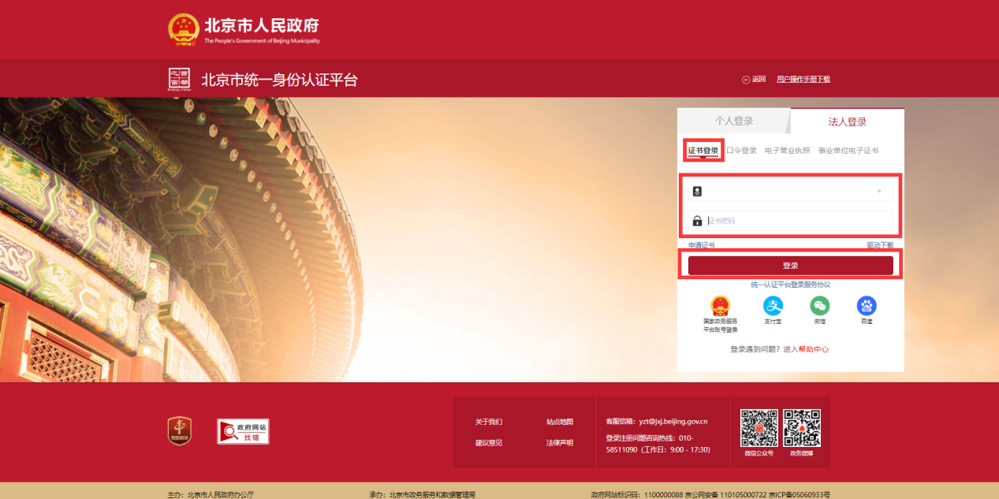 北京市人民政府
The People's Government of Beijing Municipality
首都之窗
Beijing-China
北京市统一身份认证平台
返回 用户操作手册下载
个人登录 法人登录
证书登录 口令登录 电子营业执照 事业单位电子证书
证书密码
申请证书 驱动下载
登录
统一认证平台登录服务协议
国家政务服务
平台账号登录
支付宝
微信
百度
登录遇到问题？进入帮助中心
党政机关
政府网站
找错
关于我们 站点地图
建议意见 法律声明
客服信箱：yzt@jxj.beijing.gov.cn
登录注册问题咨询热线：010-
58511090（工作日：9:00 - 17:30）
微信公众号 政务微博
主办：北京市人民政府办公厅 承办：北京市政务服务和数据管理局 政府网站标识码：1100000088 京公网安备 110105000722 京ICP备05060933号